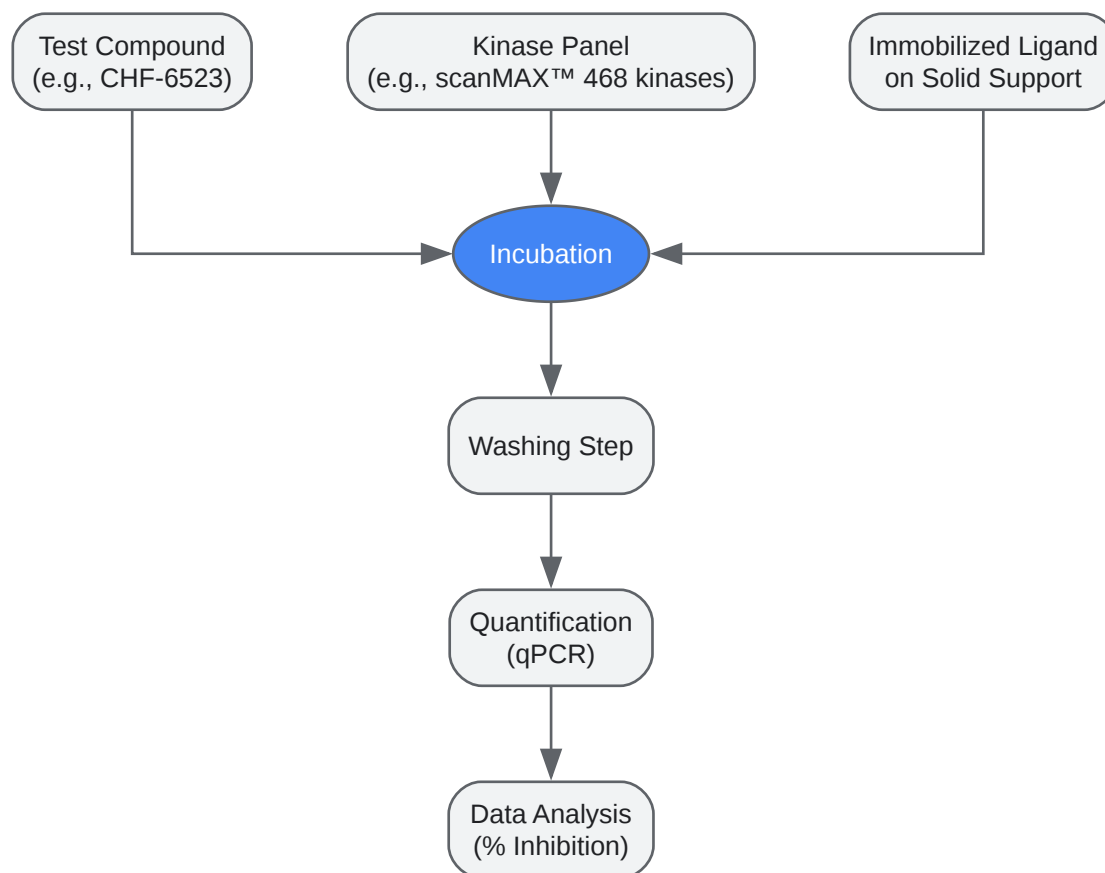 Test Compound
(e.g., CHF-6523)
Kinase Panel
(e.g., scanMAX™ 468 kinases)
Immobilized Ligand
on Solid Support
Incubation
Washing Step
Quantification
(qPCR)
Data Analysis
(% Inhibition)